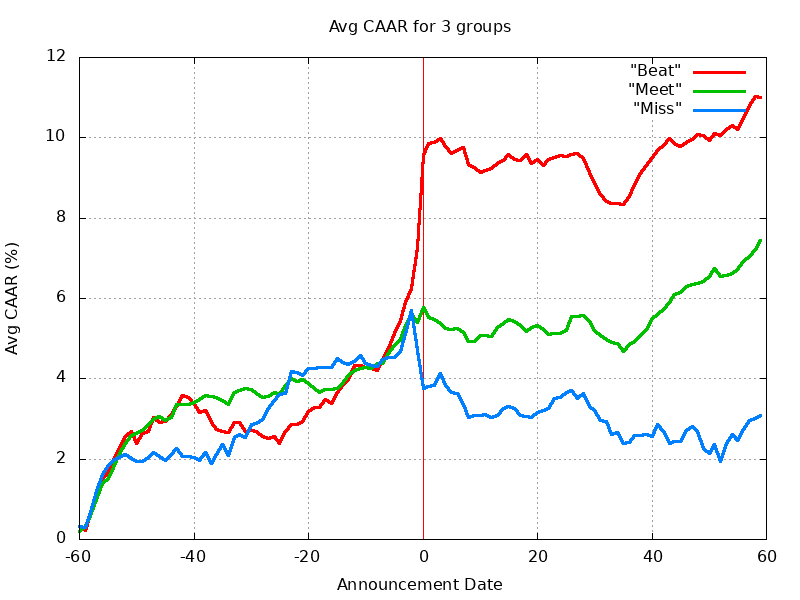 Avg CAAR for 3 groups
12
10
8
6
4
2
0
-60
-40
-20
0
20
40
60
Avg CAAR (%)
Announcement Date
"Beat"
"Meet"
"Miss"